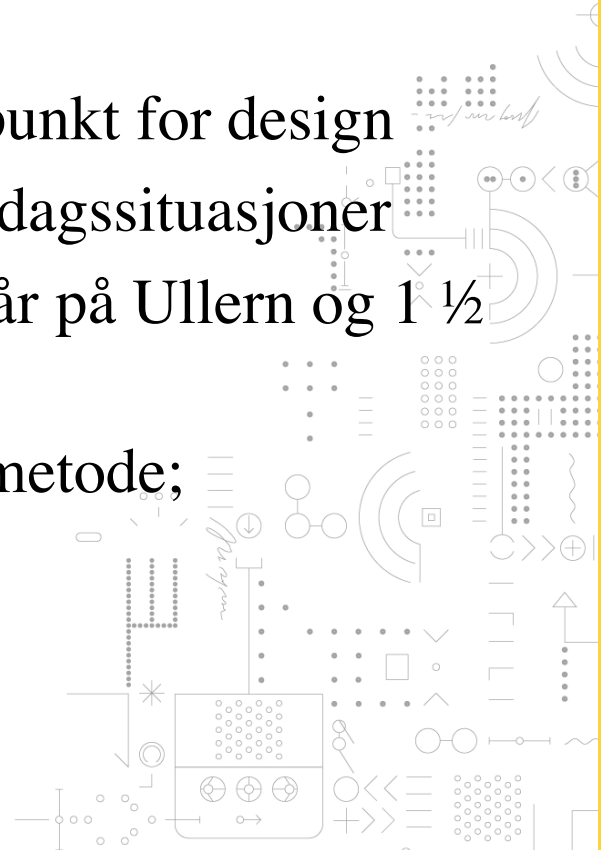 punkt for design
dagssituasjoner
år på Ullern og 1 ½
metode;